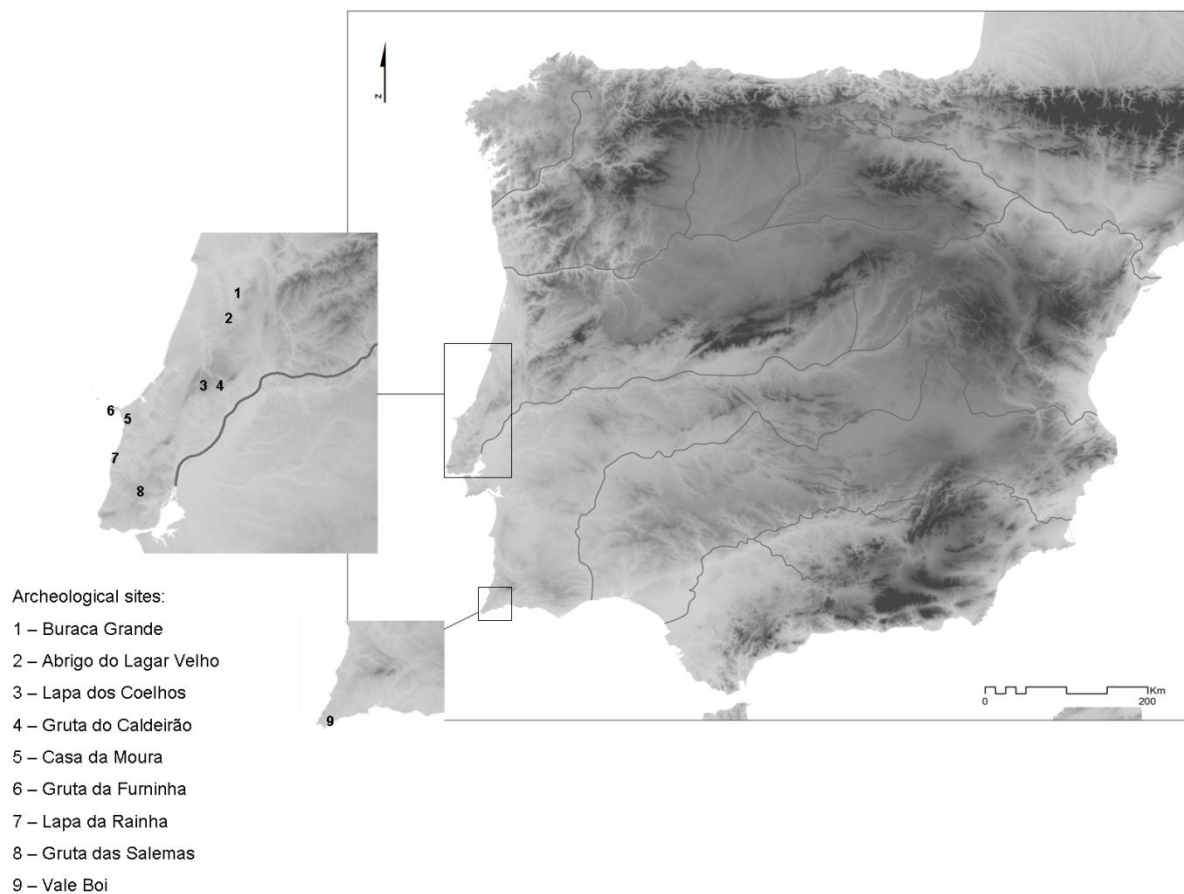 z
1
2
3 4
6
5
7
8
9
Km
0 200
Archeological sites:
1 – Buraca Grande
2 – Abrigo do Lagar Velho
3 – Lapa dos Coelhos
4 – Gruta do Caldeirão
5 – Casa da Moura
6 – Gruta da Furninha
7 – Lapa da Rainha
8 – Gruta das Salemas
9 – Vale Boi